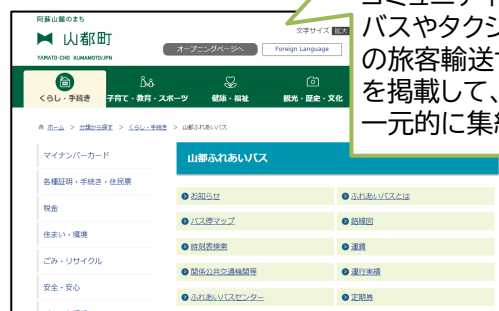 コミュニティ
バスやタクシ
の旅客輸送サ
を掲載して、
一元的に集約
阿蘇山麓のまち
山都町
YAMATO-CHO KUMAMOTO/JPN
文字サイズ 拡大
オープニングページへ
Foreign Language
くらし・手続き 子育て・教育・スポーツ 健康・福祉 観光・歴史・文化
ホーム > 分類から探す > くらし・手続き > 山都ふれあいバス
マイナンバーカード
各種証明・手続き・住民票
税金
住まい・環境
ごみ・リサイクル
安全・安心
山都ふれあいバス
お知らせ
ふれあいバスとは
バス停マップ
路線図
時刻表検索
運賃
関係公共交通機関等
運行実績
ふれあいバスセンター
定期券